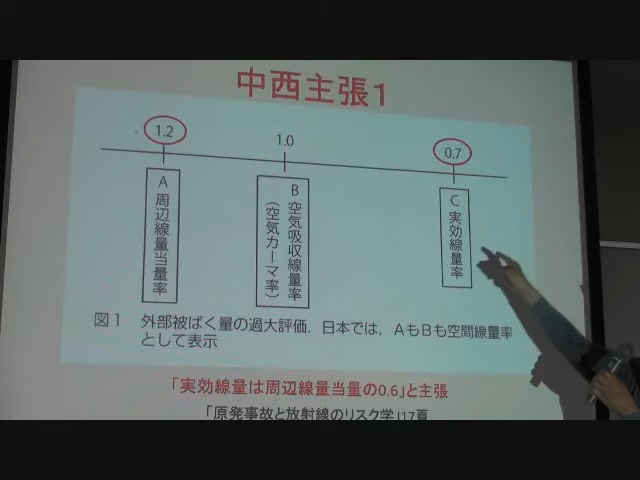 中西主張1
1.2
1.0
0.7
A 周辺線量当量率
B 空気吸収線量率
(空気カーマ率)
C 実効線量率
図1 外部被ばく量の過大評価. 日本では, AもBも空間線量率
として表示
「実効線量は周辺線量当量の0.6」と主張
「原発事故と放射線のリスク学」17頁